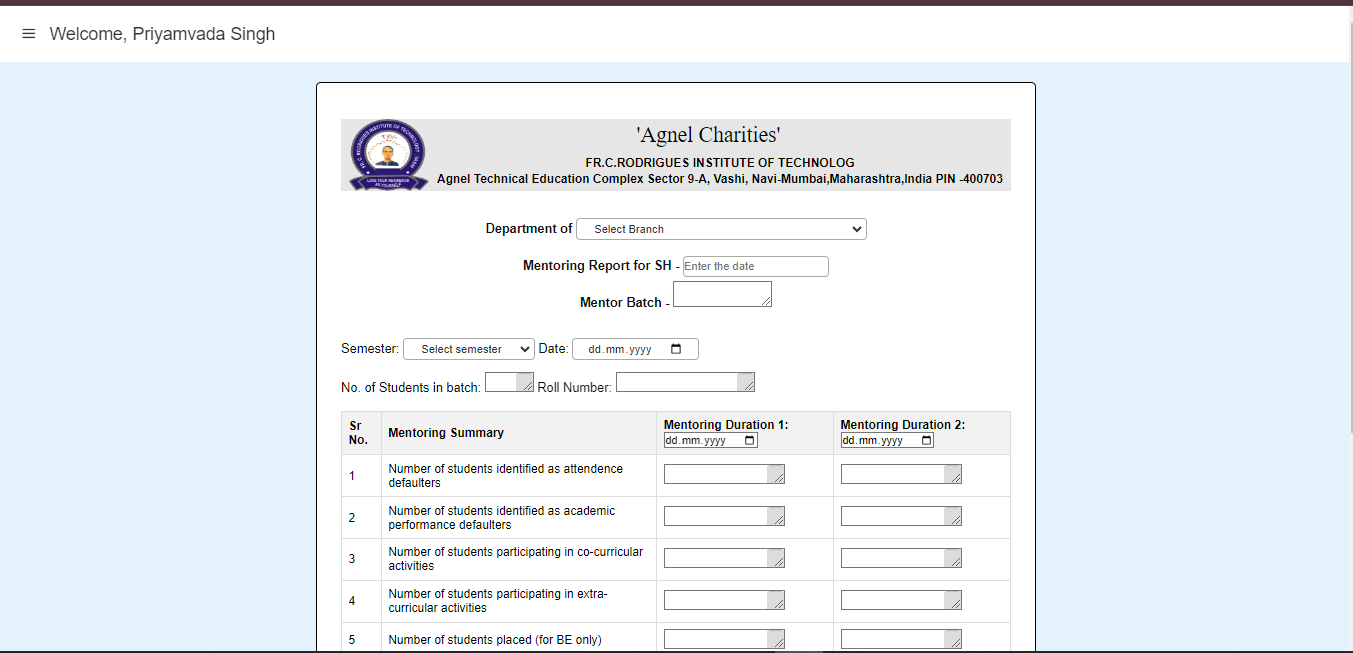 Welcome, Priyamvada Singh
'Agnel Charities'
FR.C.RODRIGUES INSTITUTE OF TECHNOLOG
Agnel Technical Education Complex Sector 9-A, Vashi, Navi-Mumbai,Maharashtra,India PIN -400703
Department of Select Branch
Mentoring Report for SH - Enter the date
Mentor Batch -
Semester: Select semester Date: dd.mm.yyyy
No. of Students in batch: Roll Number:
Sr No. Mentoring Summary Mentoring Duration 1: dd.mm.yyyy Mentoring Duration 2: dd.mm.yyyy
1 Number of students identified as attendence
defaulters
2 Number of students identified as academic
performance defaulters
3 Number of students participating in co-curricular
activities
4 Number of students participating in extra-
curricular activities
5 Number of students placed (for BE only)